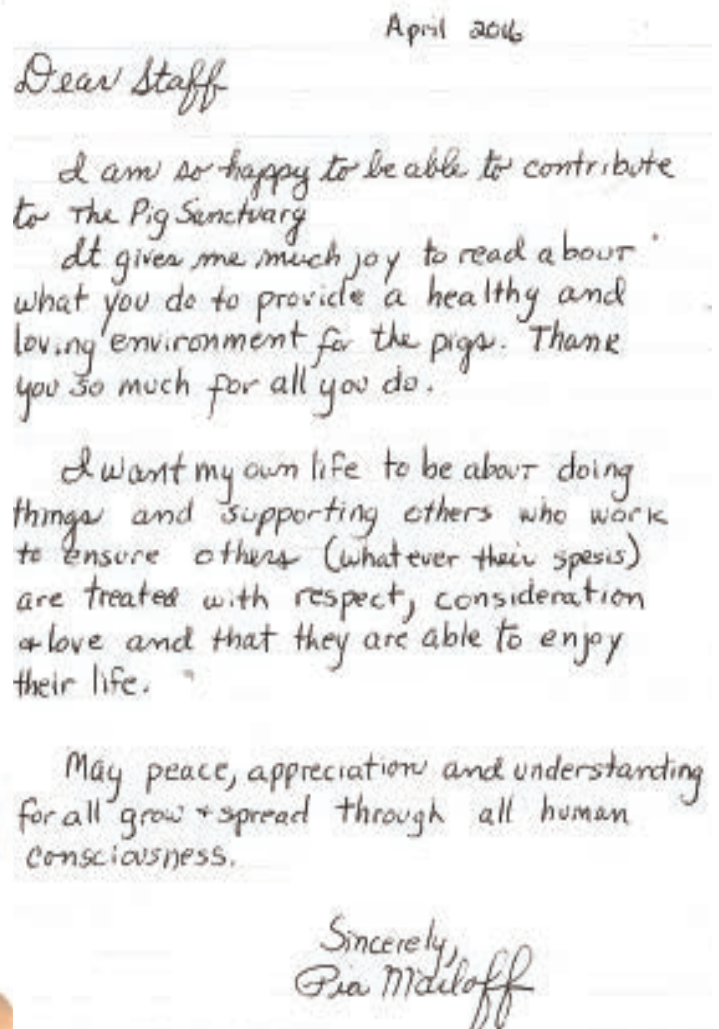 April 2016
Dear Staff
I am so happy to be able to contribute
to The Pig Sanctuary
It gives me much joy to read about
what you do to provide a healthy and
loving environment for the pigs. Thank
you so much for all you do.
I want my own life to be about doing
things and supporting others who work
to ensure others (whatever their spesis)
are treated with respect, consideration
+ love and that they are able to enjoy
their life.
May peace, appreciation and understanding
for all grow + spread through all human
consciousness.
Sincerely,
Pia